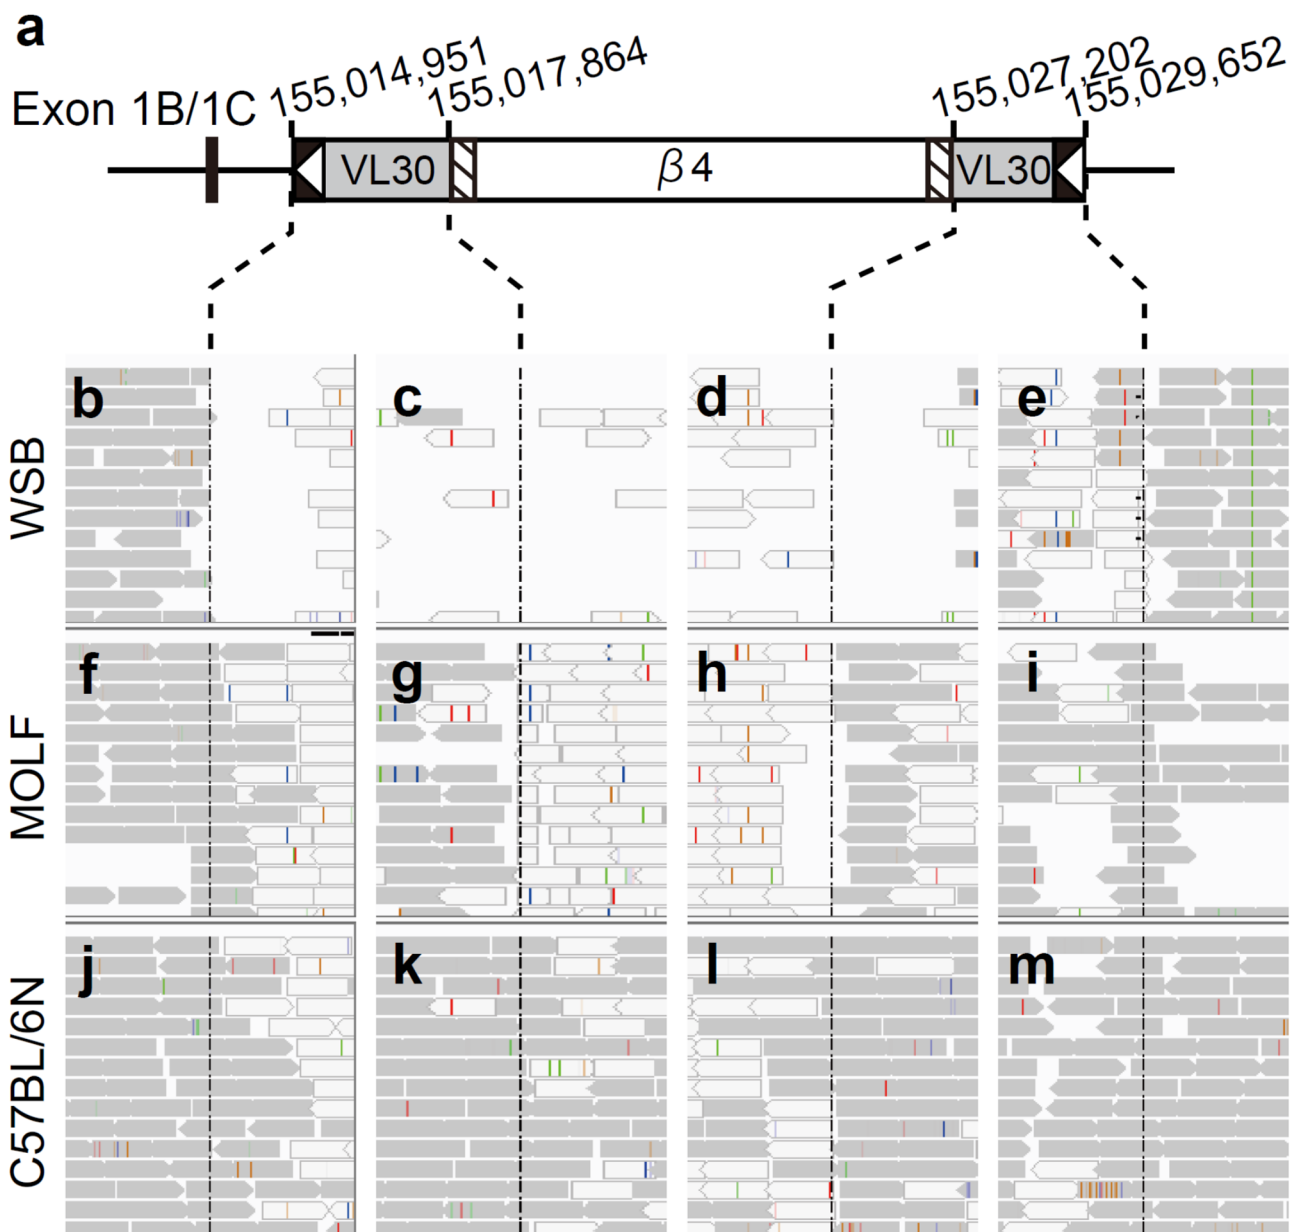 a
155,014,951
155,017,864
155,027,202
155,029,652
Exon 1B/1C
VL30
β4
VL30
WSB
b
c
d
e
MOLF
f
g
h
i
C57BL/6N
j
k
l
m